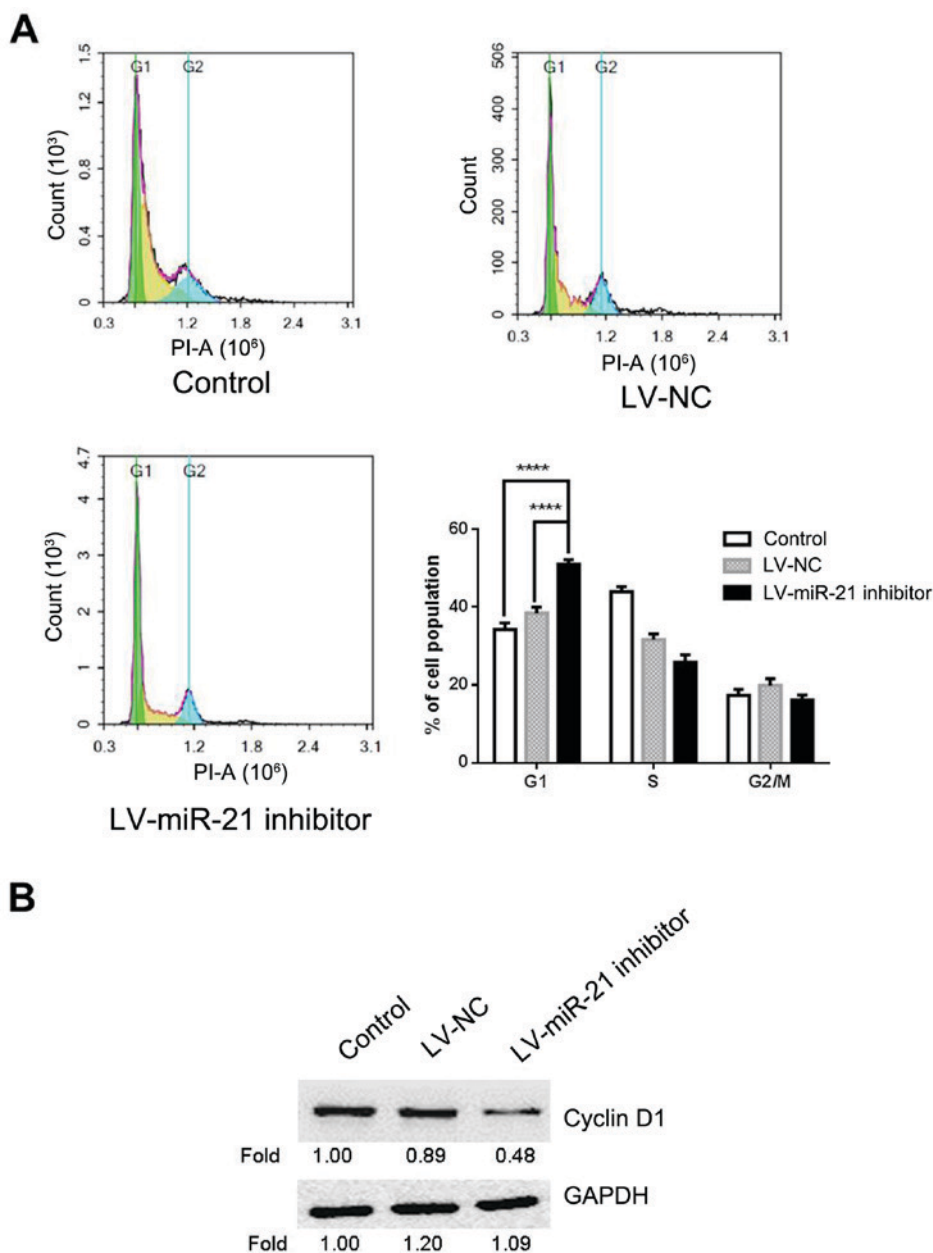 A
1.5
1.2
0.8
0.4
0
Count (10³)
G1 G2
0.3 1.2 1.8 2.4 3.1
PI-A (10⁶)
Control
506
400
300
200
100
0
Count
G1 G2
0.3 1.2 1.8 2.4 3.1
PI-A (10⁶)
LV-NC
4.7
4
3
2
1
0
Count (10³)
G1 G2
0.3 1.2 1.8 2.4 3.1
PI-A (10⁶)
LV-miR-21 inhibitor
****
****
60
40
20
0
% of cell population
Control
LV-NC
LV-miR-21 inhibitor
G1 S G2/M
B
Control LV-NC LV-miR-21 inhibitor
Cyclin D1
Fold 1.00 0.89 0.48
GAPDH
Fold 1.00 1.20 1.09